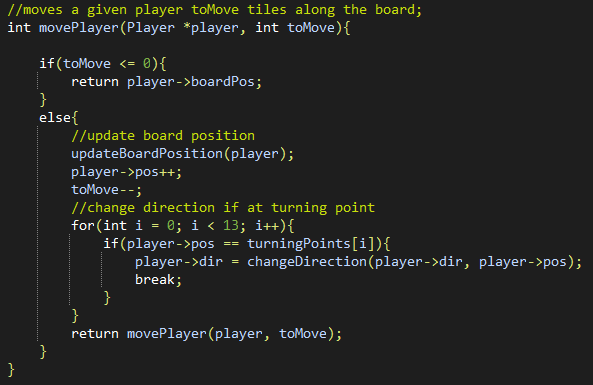 //moves a given player toMove tiles along the board;
int movePlayer(Player *player, int toMove){
if(toMove <= 0){
return player->boardPos;
}
else{
//update board position
updateBoardPosition(player);
player->pos++;
toMove--;
//change direction if at turning point
for(int i = 0; i < 13; i++){
if(player->pos == turningPoints[i]){
player->dir = changeDirection(player->dir, player->pos);
break;
}
}
return movePlayer(player, toMove);
}
}